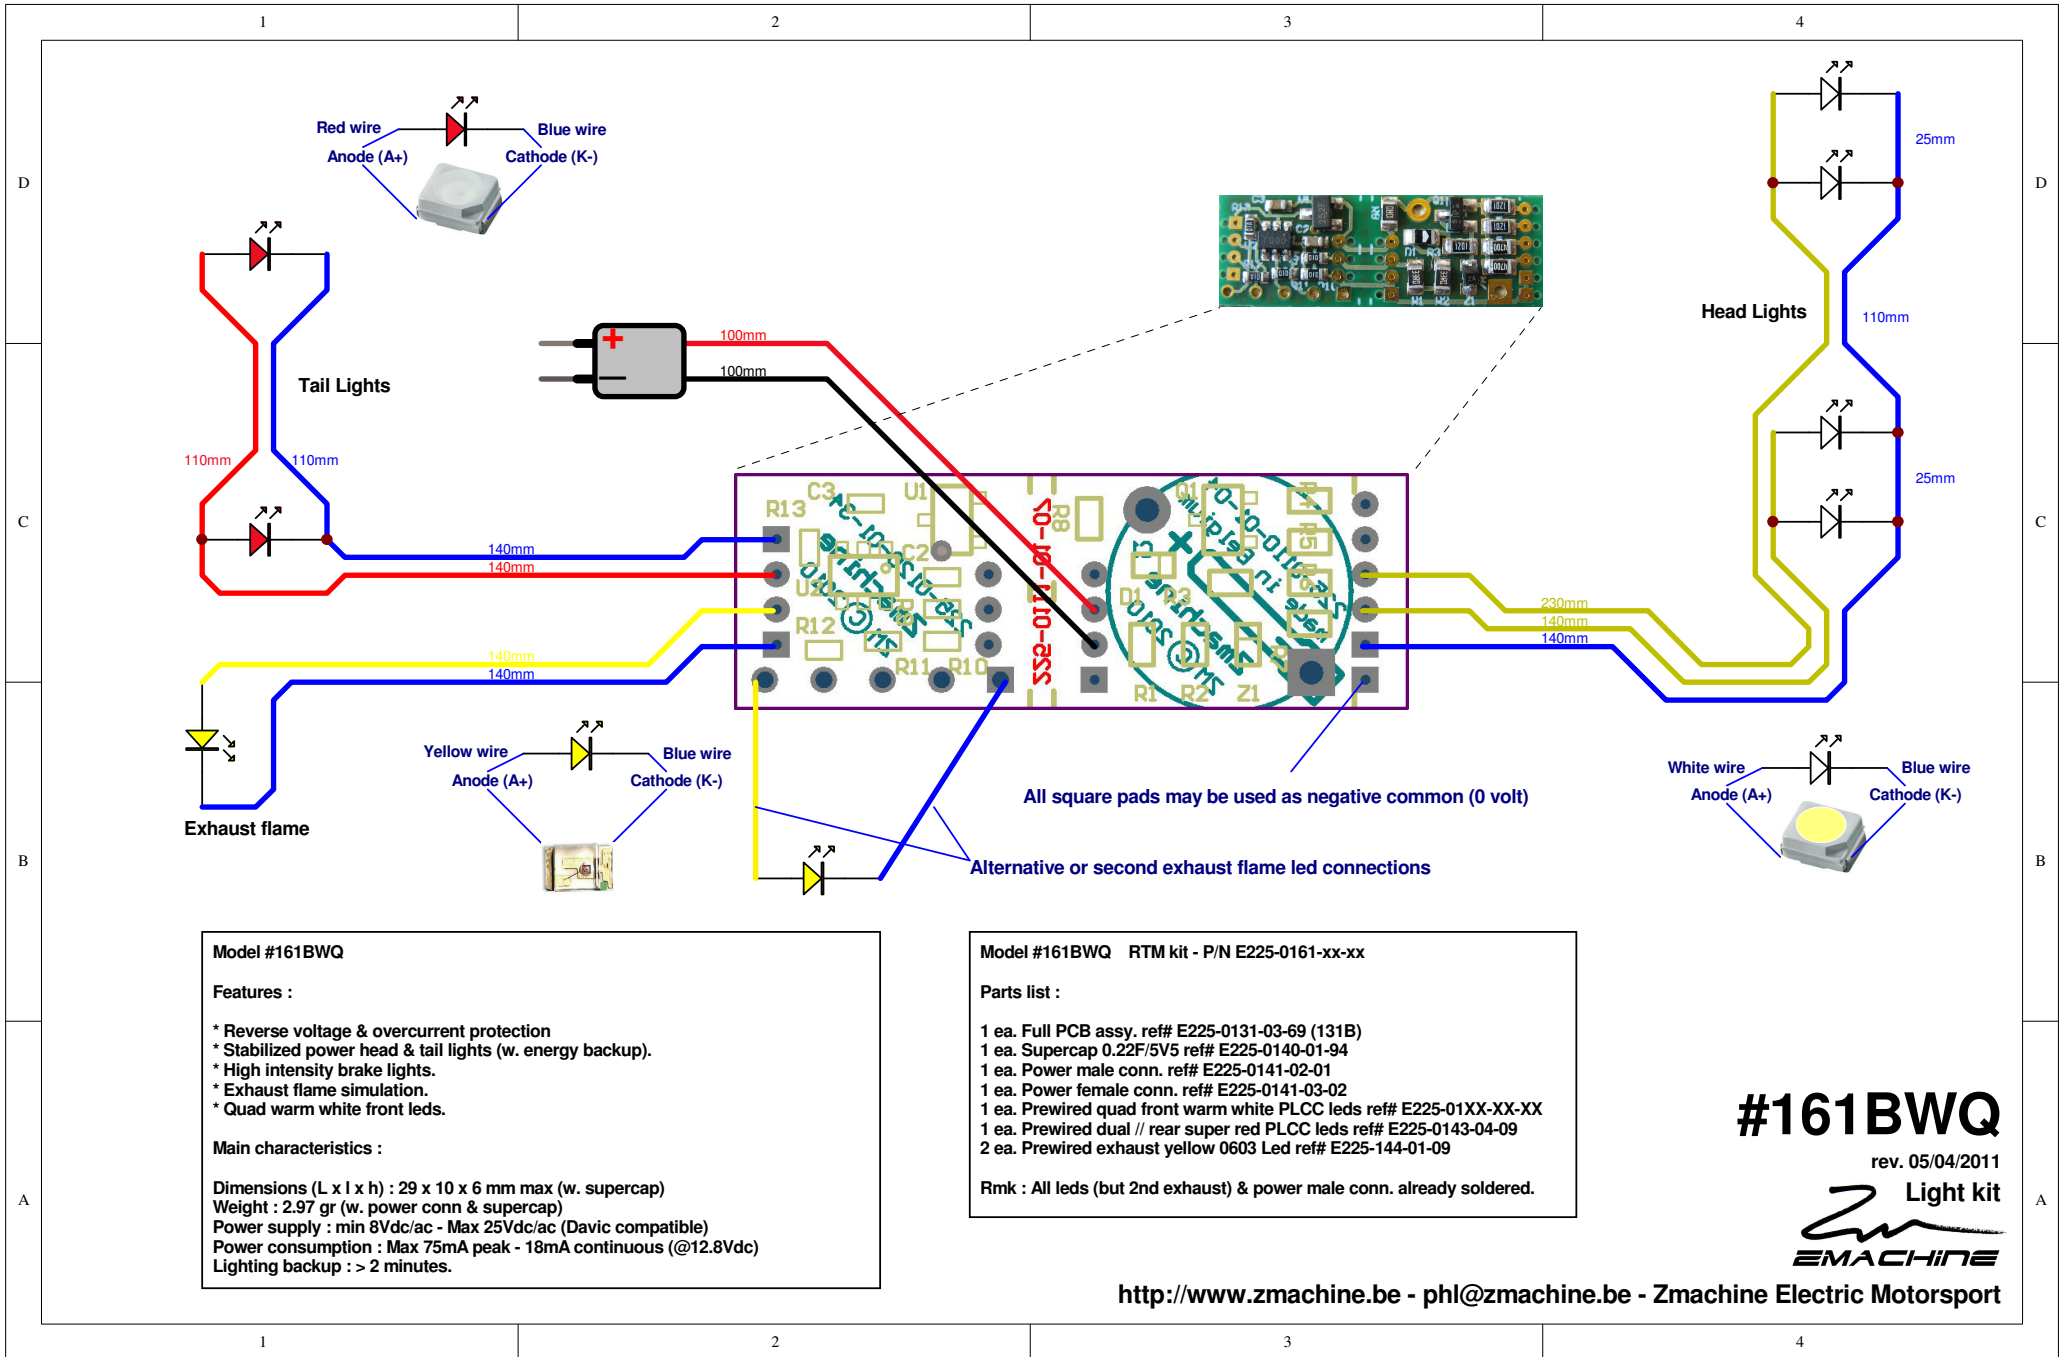 1 2 3 4
D
C
B
A
D
C
B
A
Red wire
Anode (A+)
Blue wire
Cathode (K-)
Tail Lights
110mm
110mm
100mm
100mm
140mm
140mm
140mm
140mm
Exhaust flame
Yellow wire
Anode (A+)
Blue wire
Cathode (K-)
C3
U1
R13
C2
U2
R12
R11
R10
225-0111-01-07
R8
Q1
R4
R5
R6
D1
R3
R1
R2
Z1
Head Lights
25mm
110mm
25mm
230mm
140mm
140mm
White wire
Anode (A+)
Blue wire
Cathode (K-)
All square pads may be used as negative common (0 volt)
Alternative or second exhaust flame led connections
Model #161BWQ
Features :
* Reverse voltage & overcurrent protection
* Stabilized power head & tail lights (w. energy backup).
* High intensity brake lights.
* Exhaust flame simulation.
* Quad warm white front leds.
Main characteristics :
Dimensions (L x l x h) : 29 x 10 x 6 mm max (w. supercap)
Weight : 2.97 gr (w. power conn & supercap)
Power supply : min 8Vdc/ac - Max 25Vdc/ac (Davic compatible)
Power consumption : Max 75mA peak - 18mA continuous (@12.8Vdc)
Lighting backup : > 2 minutes.
Model #161BWQ RTM kit - P/N E225-0161-xx-xx
Parts list :
1 ea. Full PCB assy. ref# E225-0131-03-69 (131B)
1 ea. Supercap 0.22F/5V5 ref# E225-0140-01-94
1 ea. Power male conn. ref# E225-0141-02-01
1 ea. Power female conn. ref# E225-0141-03-02
1 ea. Prewired quad front warm white PLCC leds ref# E225-01XX-XX-XX
1 ea. Prewired dual // rear super red PLCC leds ref# E225-0143-04-09
2 ea. Prewired exhaust yellow 0603 Led ref# E225-144-01-09
Rmk : All leds (but 2nd exhaust) & power male conn. already soldered.
#161BWQ
rev. 05/04/2011
Light kit
ZMACHINE
http://www.zmachine.be - phl@zmachine.be - Zmachine Electric Motorsport
1 2 3 4